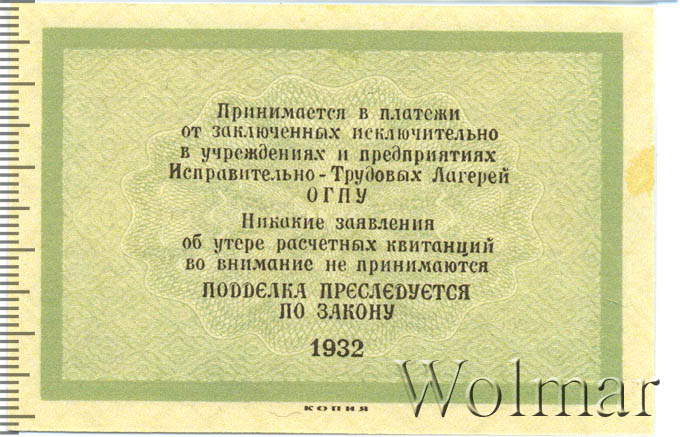 Принимается в платежи
от заключенных исключительно
в учреждениях и предприятиях
Исправительно-Трудовых Лагерей
ОГПУ
Никакие заявления
об утере расчетных квитанций
во внимание не принимаются
ПОДДЕЛКА ПРЕСЛЕДУЕТСЯ
ПО ЗАКОНУ
1932
КОПИЯ
Wolmar